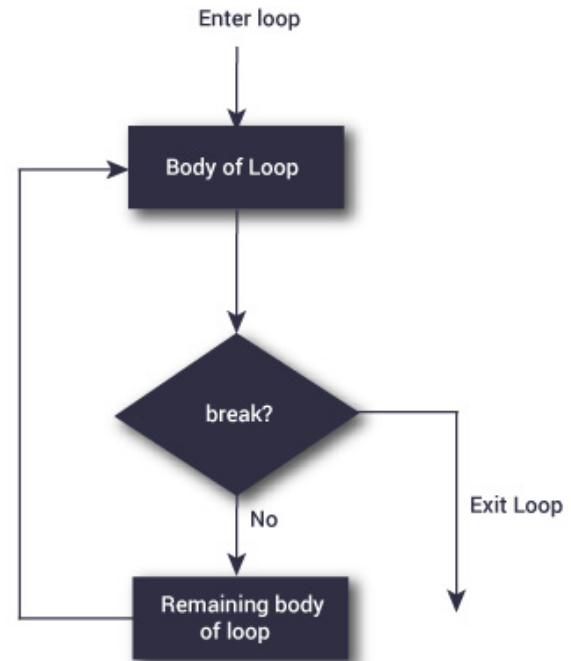 Enter loop
Body of Loop
break?
No
Exit Loop
Remaining body
of loop